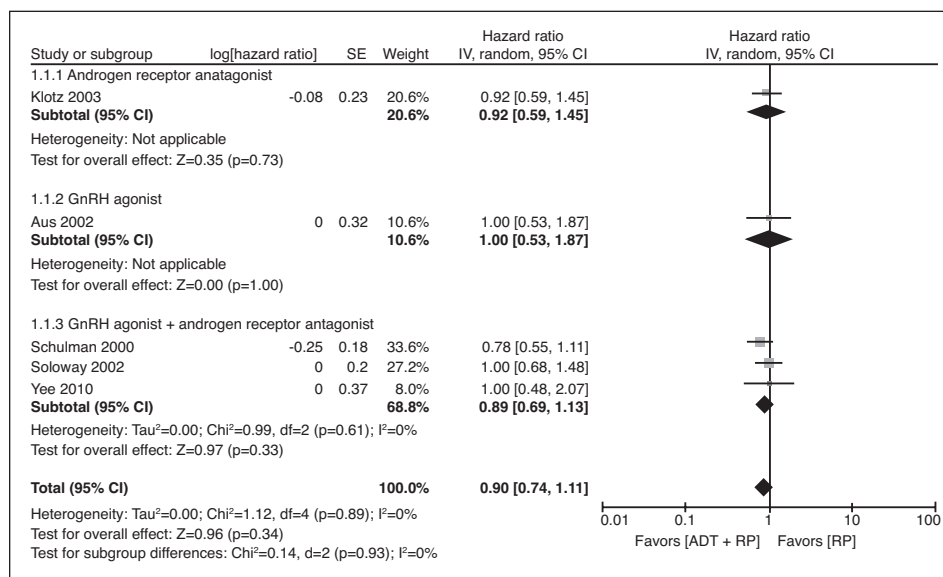 Hazard ratio Hazard ratio
Study or subgroup log[hazard ratio] SE Weight IV, random, 95% CI IV, random, 95% CI
1.1.1 Androgen receptor anatagonist
Klotz 2003 -0.08 0.23 20.6% 0.92 [0.59, 1.45]
Subtotal (95% CI) 20.6% 0.92 [0.59, 1.45]
Heterogeneity: Not applicable
Test for overall effect: Z=0.35 (p=0.73)
1.1.2 GnRH agonist
Aus 2002 0 0.32 10.6% 1.00 [0.53, 1.87]
Subtotal (95% CI) 10.6% 1.00 [0.53, 1.87]
Heterogeneity: Not applicable
Test for overall effect: Z=0.00 (p=1.00)
1.1.3 GnRH agonist + androgen receptor antagonist
Schulman 2000 -0.25 0.18 33.6% 0.78 [0.55, 1.11]
Soloway 2002 0 0.2 27.2% 1.00 [0.68, 1.48]
Yee 2010 0 0.37 8.0% 1.00 [0.48, 2.07]
Subtotal (95% CI) 68.8% 0.89 [0.69, 1.13]
Heterogeneity: Tau²=0.00; Chi²=0.99, df=2 (p=0.61); I²=0%
Test for overall effect: Z=0.97 (p=0.33)
Total (95% CI) 100.0% 0.90 [0.74, 1.11]
Heterogeneity: Tau²=0.00; Chi²=1.12, df=4 (p=0.89); I²=0%
Test for overall effect: Z=0.96 (p=0.34)
Test for subgroup differences: Chi²=0.14, d=2 (p=0.93); I²=0%
0.01 0.1 1 10 100
Favors [ADT + RP] Favors [RP]